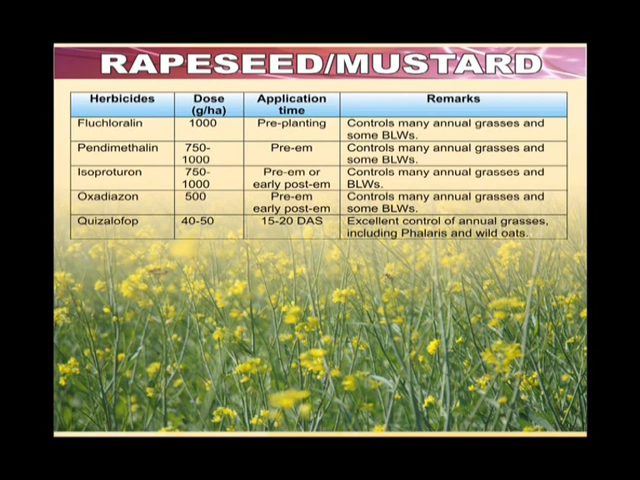 RAPESEED/MUSTARD
Herbicides Dose (g/ha) Application time Remarks
Fluchloralin 1000 Pre-planting Controls many annual grasses and some BLWs.
Pendimethalin 750-1000 Pre-em Controls many annual grasses and some BLWs.
Isoproturon 750-1000 Pre-em or early post-em Controls many annual grasses and BLWs.
Oxadiazon 500 Pre-em early post-em Controls many annual grasses and some BLWs.
Quizalofop 40-50 15-20 DAS Excellent control of annual grasses, including Phalaris and wild oats.